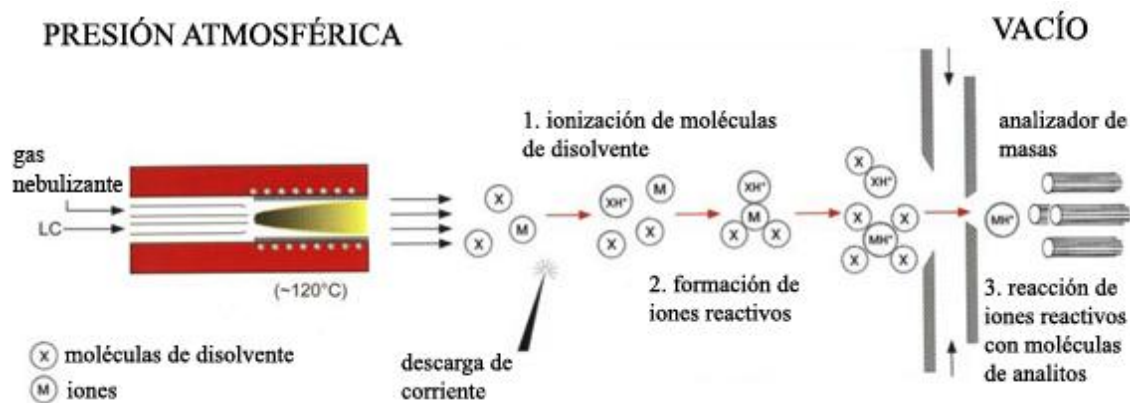 PRESIÓN ATMOSFÉRICA
VACÍO
gas
nebulizante
LC
(~120°C)
1. ionización de moléculas
de disolvente
X
M
X
XH⁺
M
X
X
XH⁺
M
X
X
X
XH⁺
X
X
MH⁺
X
X
MH⁺
analizador de
masas
2. formación de
iones reactivos
3. reacción de
iones reactivos
con moléculas
de analitos
descarga de
corriente
X moléculas de disolvente
M iones